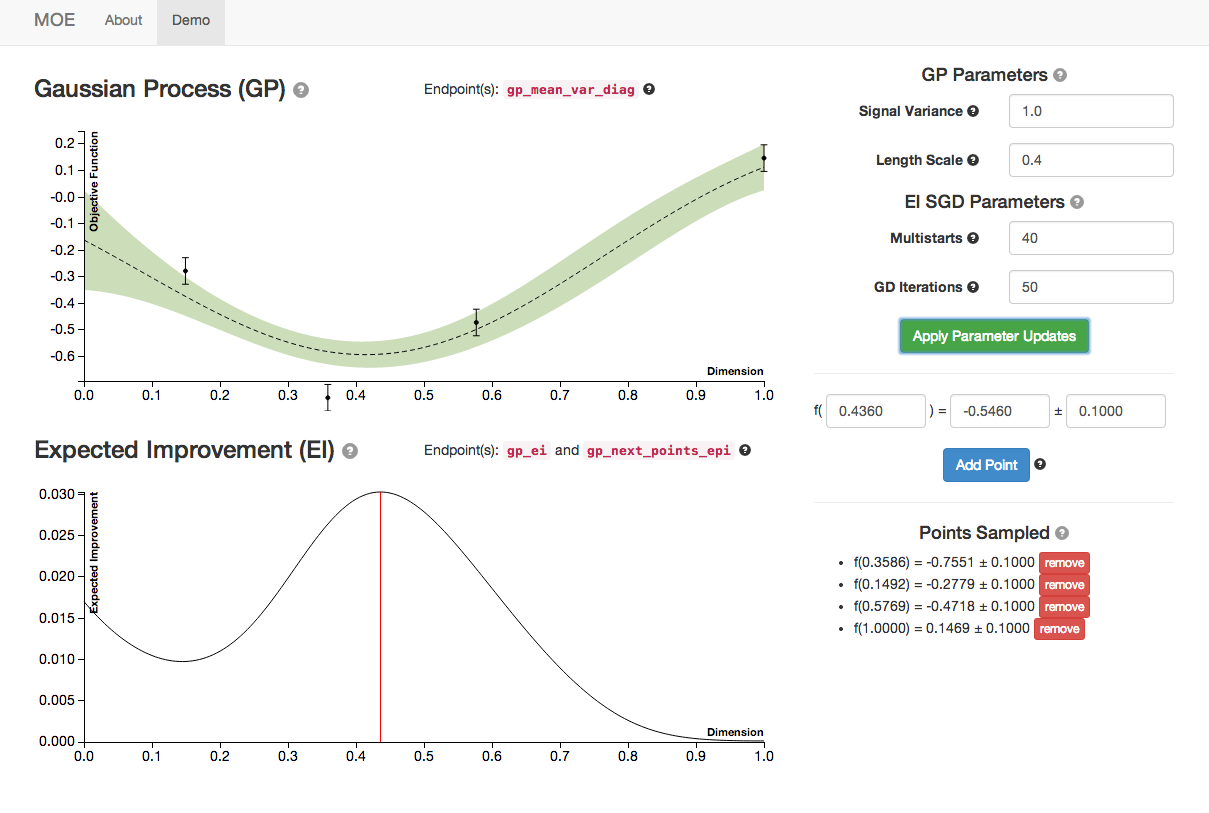 MOE About Demo
Gaussian Process (GP) ?
Endpoint(s): gp_mean_var_diag ?
Objective Function
0.2
0.1
-0.0
-0.1
-0.2
-0.3
-0.4
-0.5
-0.6
Dimension
0.0 0.1 0.2 0.3 0.4 0.5 0.6 0.7 0.8 0.9 1.0
Expected Improvement (EI) ?
Endpoint(s): gp_ei and gp_next_points_epi ?
Expected Improvement
0.030
0.025
0.020
0.015
0.010
0.005
0.000
Dimension
0.0 0.1 0.2 0.3 0.4 0.5 0.6 0.7 0.8 0.9 1.0
GP Parameters ?
Signal Variance ? 1.0
Length Scale ? 0.4
EI SGD Parameters ?
Multistarts ? 40
GD Iterations ? 50
Apply Parameter Updates
f( 0.4360 ) = -0.5460 ± 0.1000
Add Point ?
Points Sampled ?
• f(0.3586) = -0.7551 ± 0.1000 remove
• f(0.1492) = -0.2779 ± 0.1000 remove
• f(0.5769) = -0.4718 ± 0.1000 remove
• f(1.0000) = 0.1469 ± 0.1000 remove